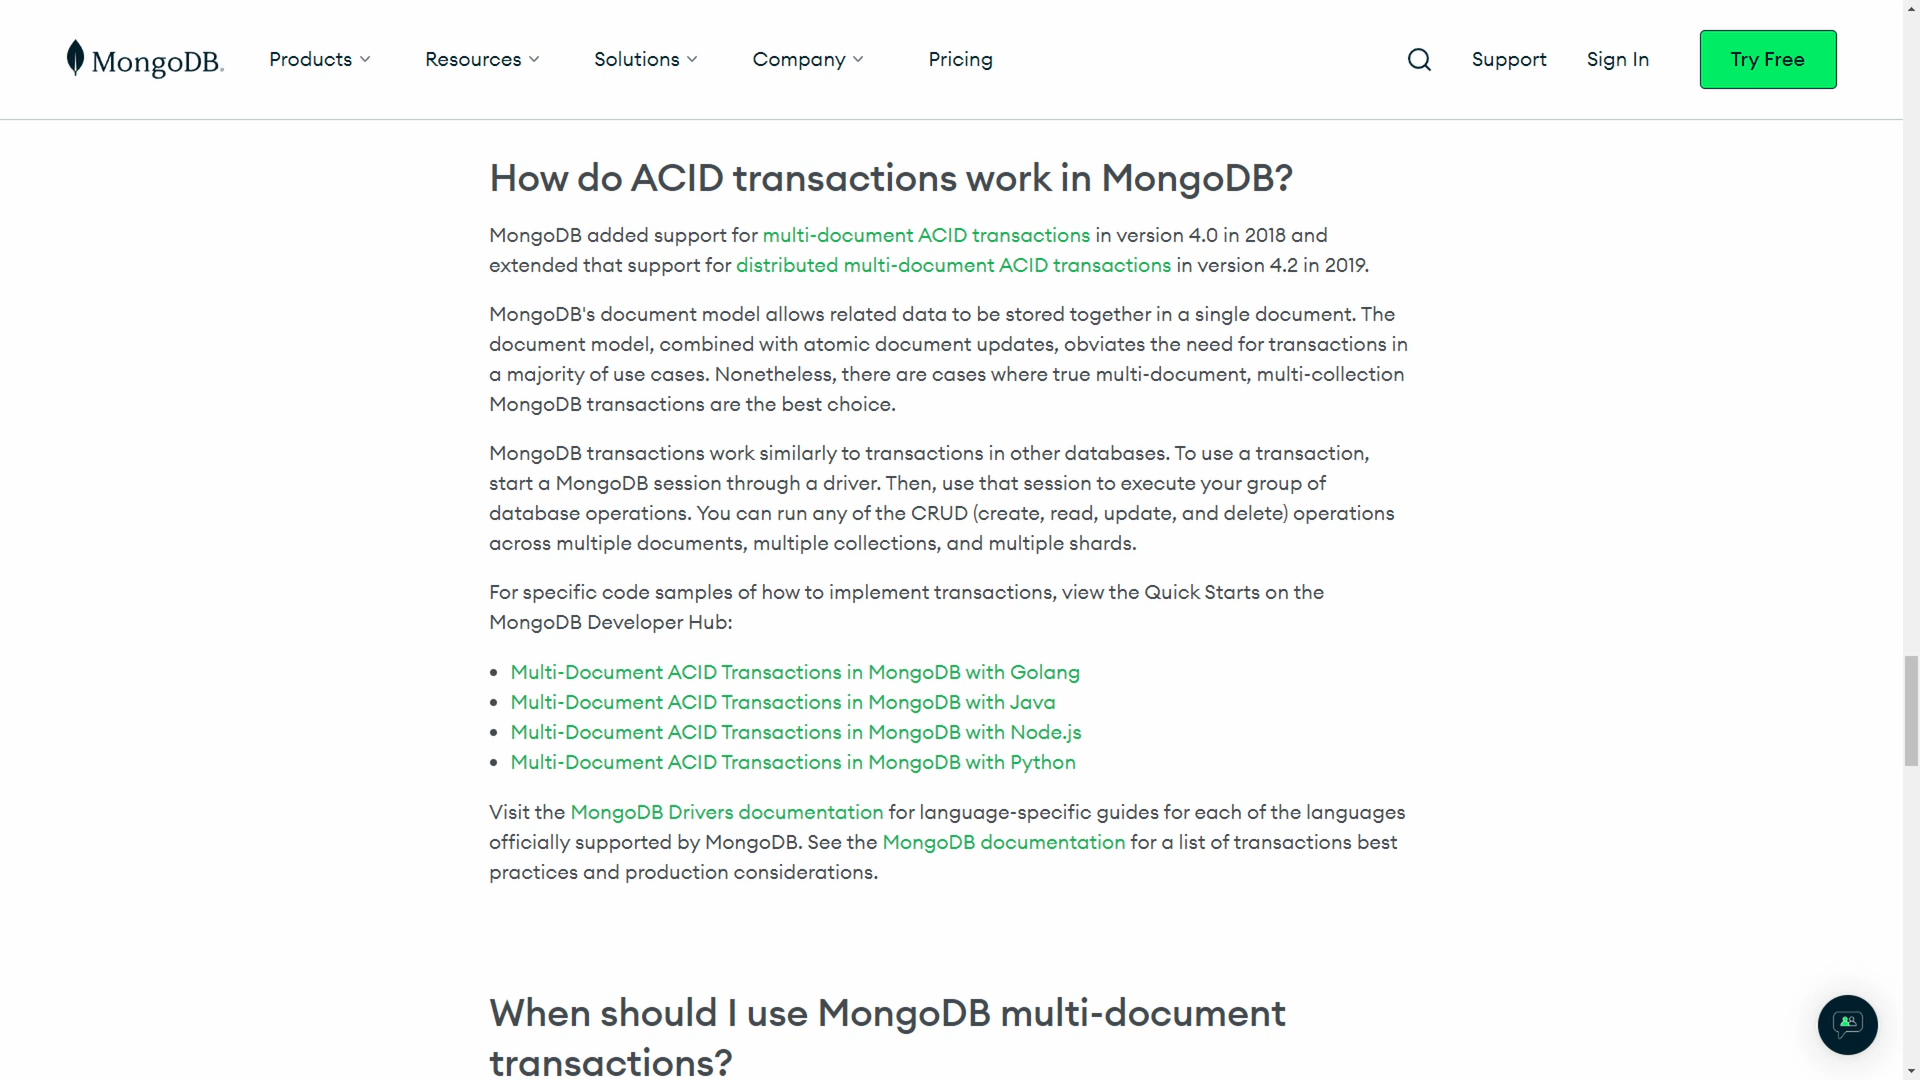 MongoDB.
Products
Resources
Solutions
Company
Pricing
Support
Sign In
Try Free
How do ACID transactions work in MongoDB?
MongoDB added support for multi-document ACID transactions in version 4.0 in 2018 and
extended that support for distributed multi-document ACID transactions in version 4.2 in 2019.
MongoDB's document model allows related data to be stored together in a single document. The
document model, combined with atomic document updates, obviates the need for transactions in
a majority of use cases. Nonetheless, there are cases where true multi-document, multi-collection
MongoDB transactions are the best choice.
MongoDB transactions work similarly to transactions in other databases. To use a transaction,
start a MongoDB session through a driver. Then, use that session to execute your group of
database operations. You can run any of the CRUD (create, read, update, and delete) operations
across multiple documents, multiple collections, and multiple shards.
For specific code samples of how to implement transactions, view the Quick Starts on the
MongoDB Developer Hub:
• Multi-Document ACID Transactions in MongoDB with Golang
• Multi-Document ACID Transactions in MongoDB with Java
• Multi-Document ACID Transactions in MongoDB with Node.js
• Multi-Document ACID Transactions in MongoDB with Python
Visit the MongoDB Drivers documentation for language-specific guides for each of the languages
officially supported by MongoDB. See the MongoDB documentation for a list of transactions best
practices and production considerations.
When should I use MongoDB multi-document
transactions?